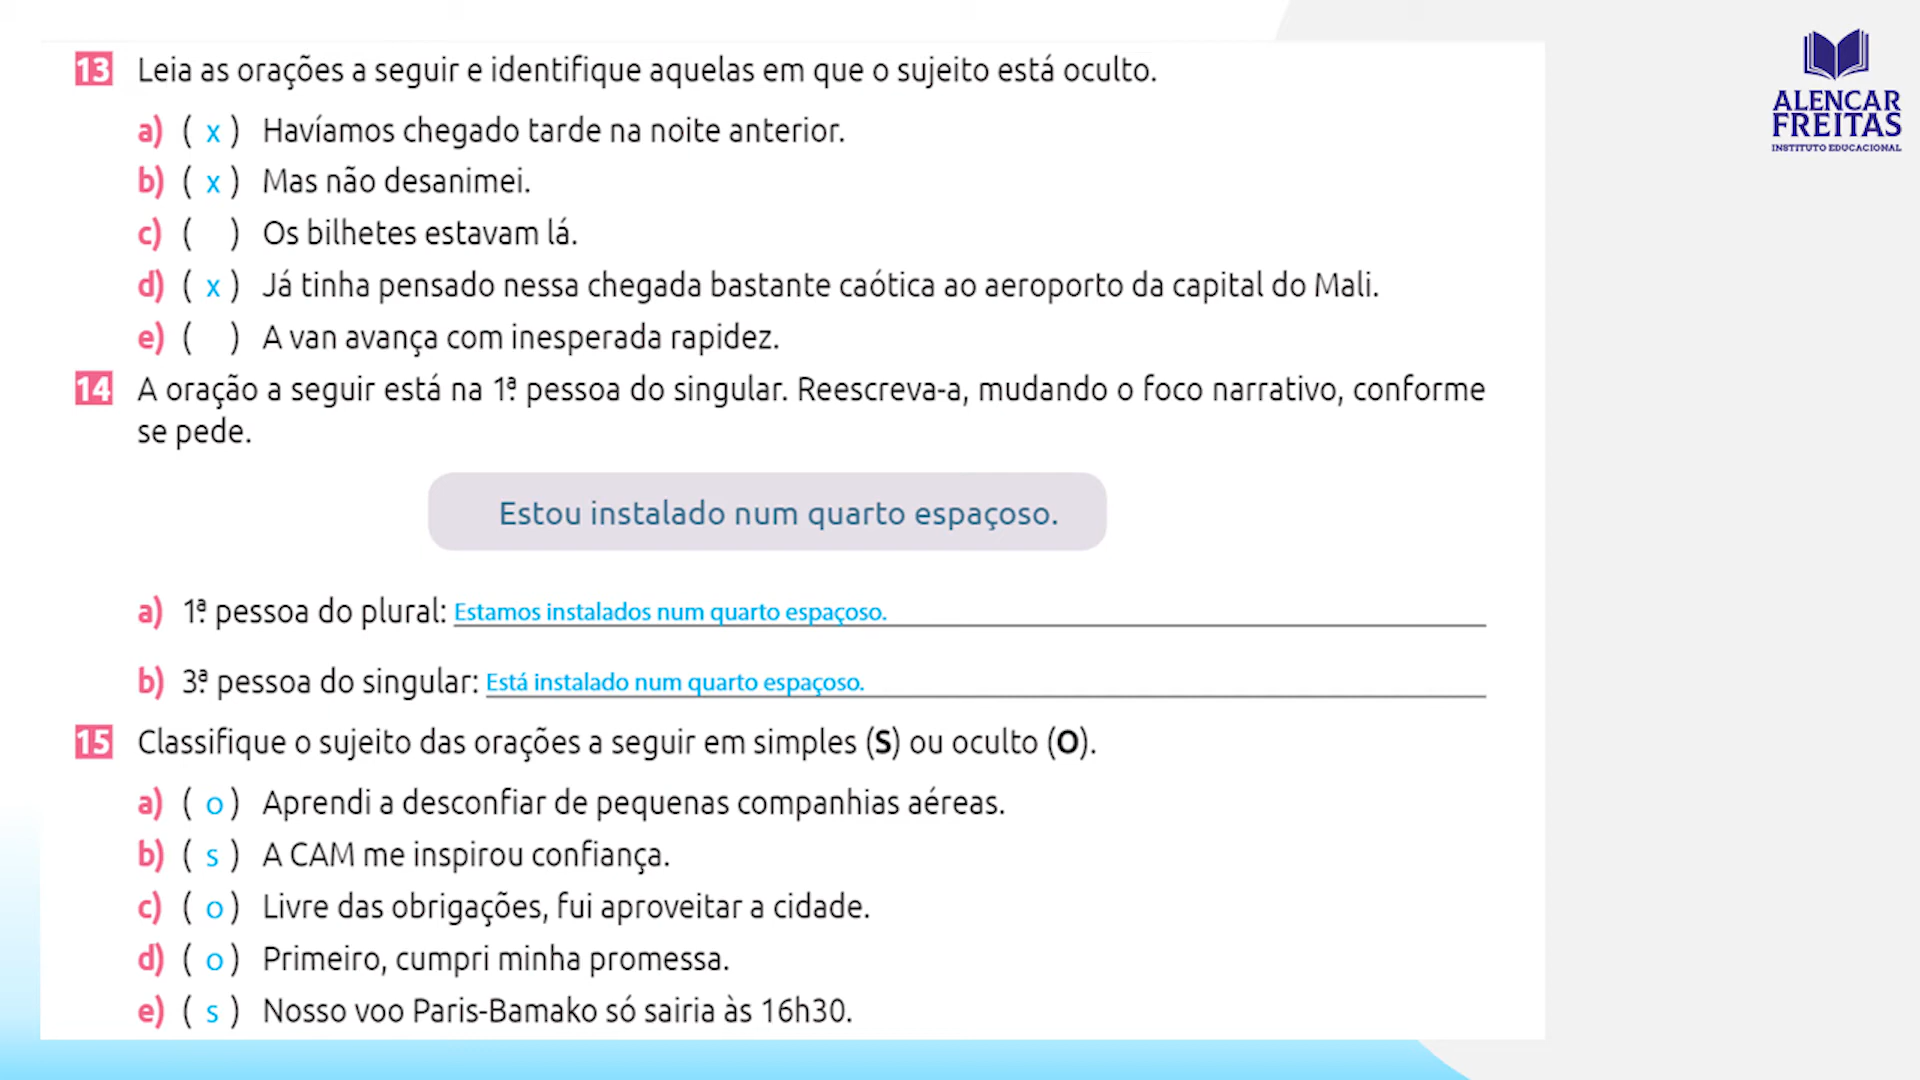 13 Leia as orações a seguir e identifique aquelas em que o sujeito está oculto.
a) ( x ) Havíamos chegado tarde na noite anterior.
b) ( x ) Mas não desanimei.
c) ( ) Os bilhetes estavam lá.
d) ( x ) Já tinha pensado nessa chegada bastante caótica ao aeroporto da capital do Mali.
e) ( ) A van avança com inesperada rapidez.
14 A oração a seguir está na 1ª. pessoa do singular. Reescreva-a, mudando o foco narrativo, conforme
se pede.
Estou instalado num quarto espaçoso.
a) 1ª. pessoa do plural: Estamos instalados num quarto espaçoso.
b) 3ª. pessoa do singular: Está instalado num quarto espaçoso.
15 Classifique o sujeito das orações a seguir em simples (S) ou oculto (O).
a) ( o ) Aprendi a desconfiar de pequenas companhias aéreas.
b) ( s ) A CAM me inspirou confiança.
c) ( o ) Livre das obrigações, fui aproveitar a cidade.
d) ( o ) Primeiro, cumpri minha promessa.
e) ( s ) Nosso voo Paris-Bamako só sairia às 16h30.
ALENCAR
FREITAS
INSTITUTO EDUCACIONAL